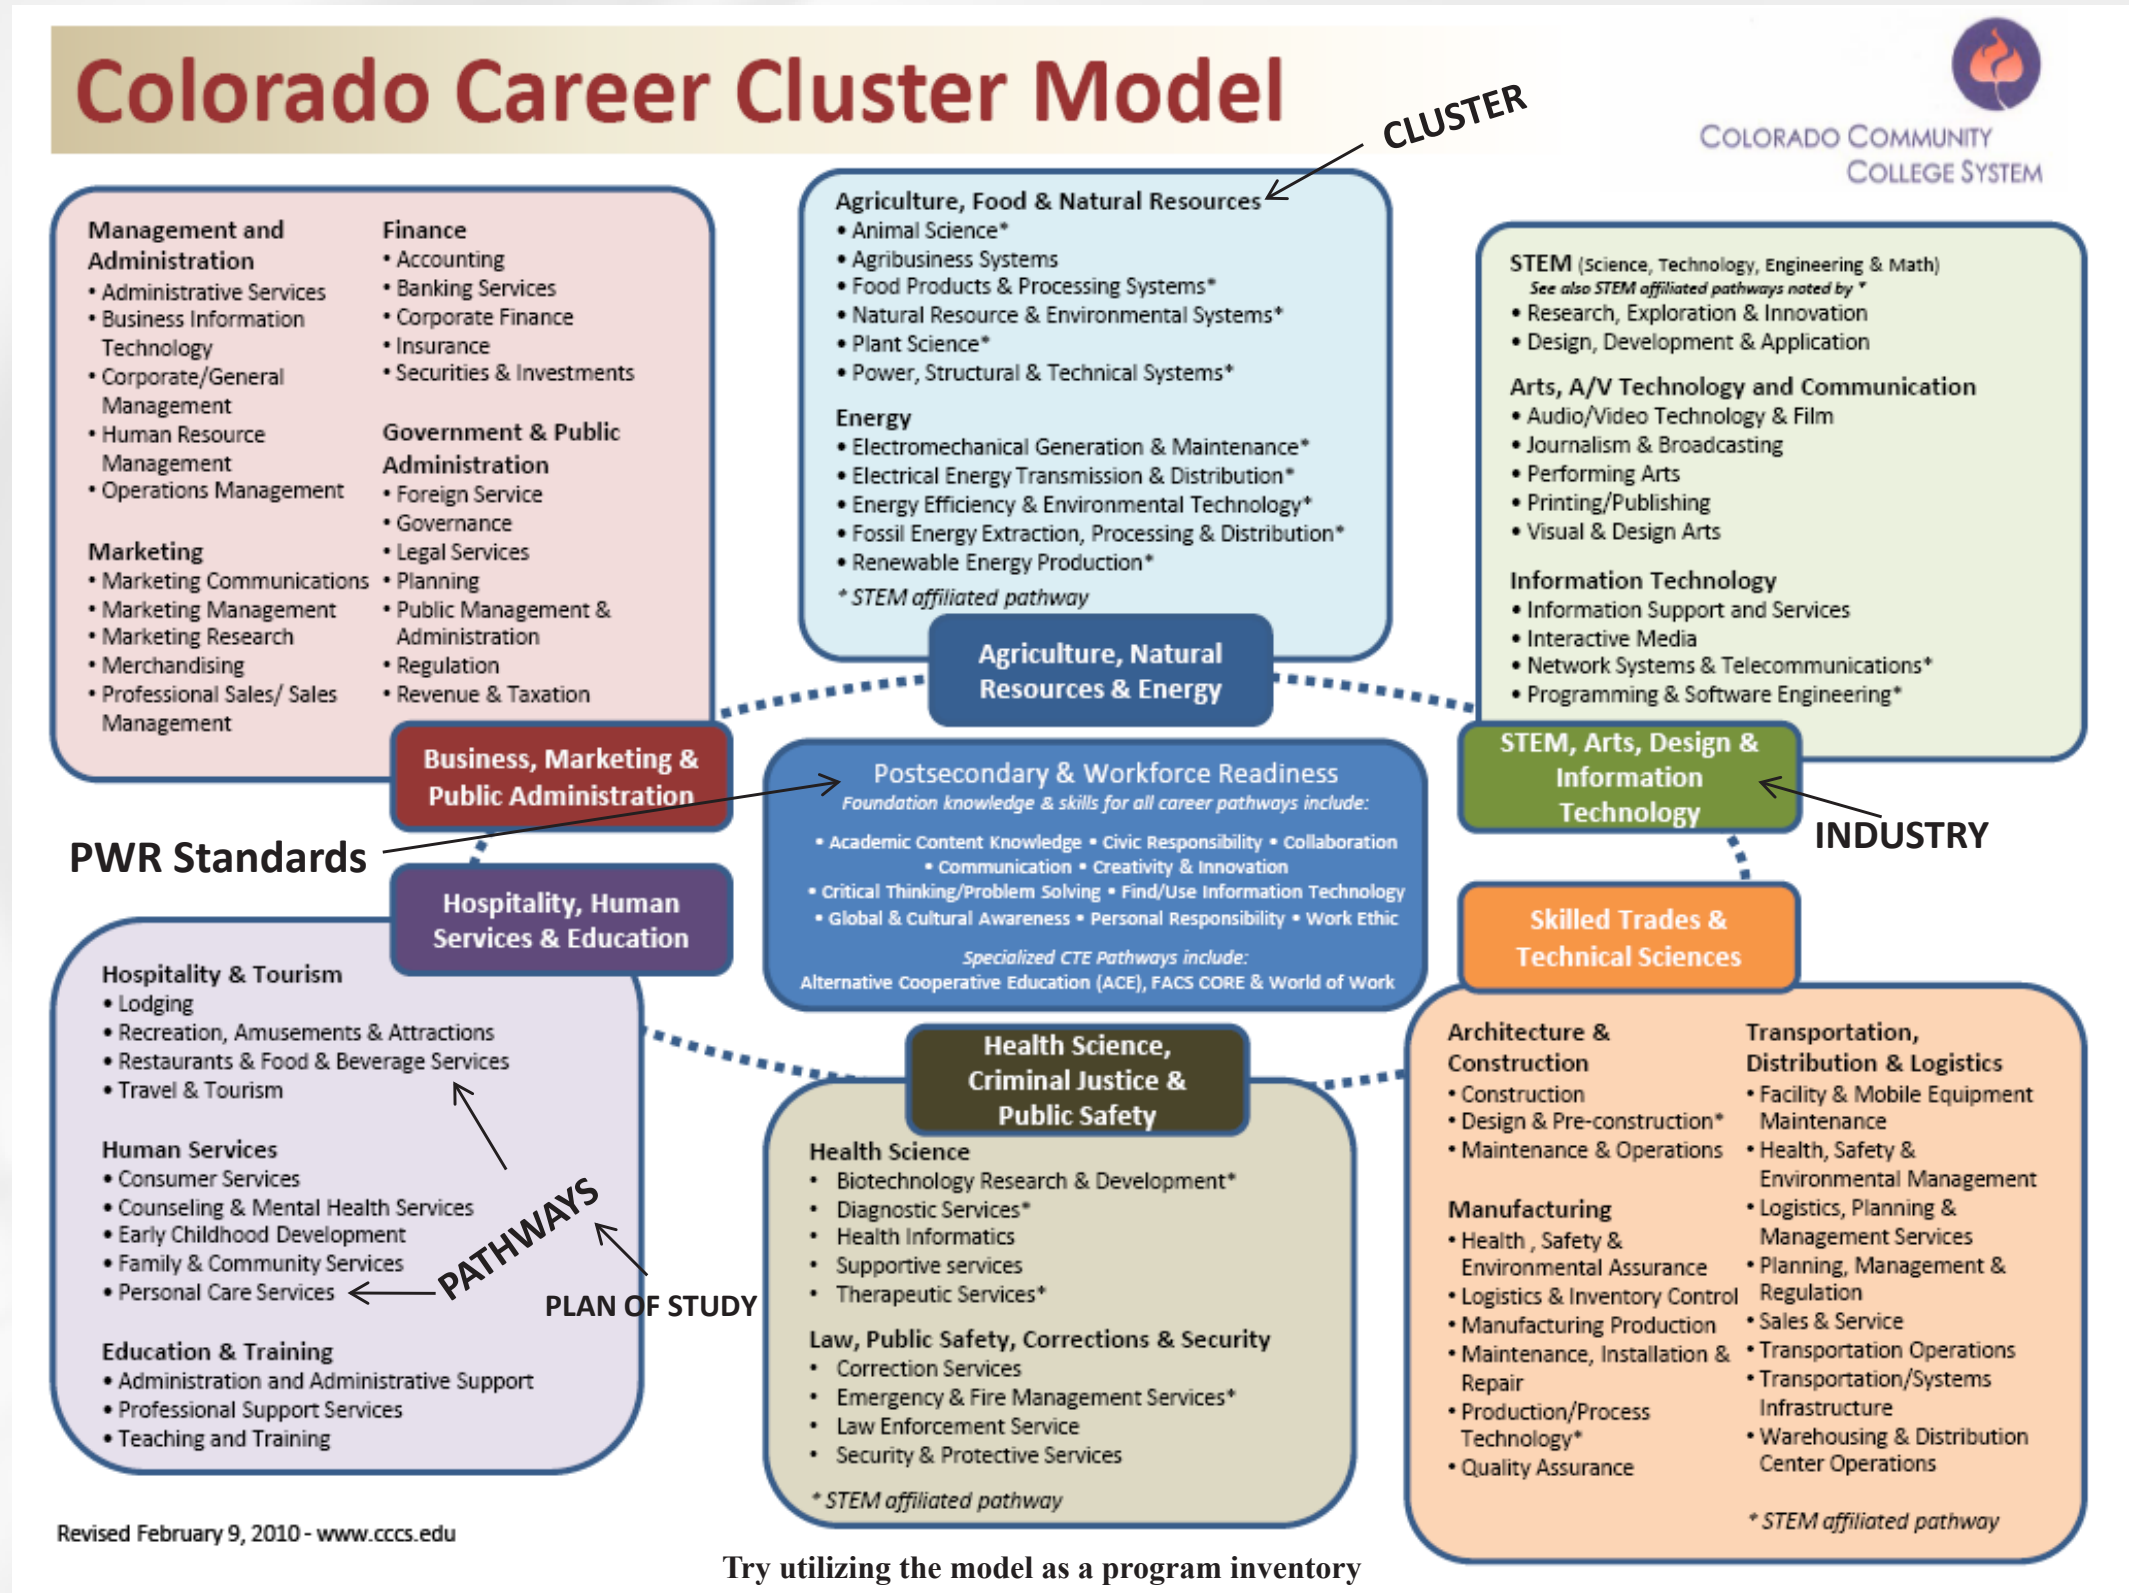 Colorado Career Cluster Model
COLORADO COMMUNITY
COLLEGE SYSTEM
CLUSTER
Management and
Administration
• Administrative Services
• Business Information
Technology
• Corporate/General
Management
• Human Resource
Management
• Operations Management
Marketing
• Marketing Communications
• Marketing Management
• Marketing Research
• Merchandising
• Professional Sales/ Sales
Management
Finance
• Accounting
• Banking Services
• Corporate Finance
• Insurance
• Securities & Investments
Government & Public
Administration
• Foreign Service
• Governance
• Legal Services
• Planning
• Public Management &
Administration
• Regulation
• Revenue & Taxation
Business, Marketing &
Public Administration
Agriculture, Food & Natural Resources
• Animal Science*
• Agribusiness Systems
• Food Products & Processing Systems*
• Natural Resource & Environmental Systems*
• Plant Science*
• Power, Structural & Technical Systems*
Energy
• Electromechanical Generation & Maintenance*
• Electrical Energy Transmission & Distribution*
• Energy Efficiency & Environmental Technology*
• Fossil Energy Extraction, Processing & Distribution*
• Renewable Energy Production*
* STEM affiliated pathway
Agriculture, Natural
Resources & Energy
STEM (Science, Technology, Engineering & Math)
See also STEM affiliated pathways noted by *
• Research, Exploration & Innovation
• Design, Development & Application
Arts, A/V Technology and Communication
• Audio/Video Technology & Film
• Journalism & Broadcasting
• Performing Arts
• Printing/Publishing
• Visual & Design Arts
Information Technology
• Information Support and Services
• Interactive Media
• Network Systems & Telecommunications*
• Programming & Software Engineering*
STEM, Arts, Design &
Information
Technology
INDUSTRY
PWR Standards
Postsecondary & Workforce Readiness
Foundation knowledge & skills for all career pathways include:
• Academic Content Knowledge • Civic Responsibility • Collaboration
• Communication • Creativity & Innovation
• Critical Thinking/Problem Solving • Find/Use Information Technology
• Global & Cultural Awareness • Personal Responsibility • Work Ethic
Specialized CTE Pathways include:
Alternative Cooperative Education (ACE), FACS CORE & World of Work
Hospitality, Human
Services & Education
Hospitality & Tourism
• Lodging
• Recreation, Amusements & Attractions
• Restaurants & Food & Beverage Services
• Travel & Tourism
Human Services
• Consumer Services
• Counseling & Mental Health Services
• Early Childhood Development
• Family & Community Services
• Personal Care Services
Education & Training
• Administration and Administrative Support
• Professional Support Services
• Teaching and Training
PATHWAYS
PLAN OF STUDY
Health Science,
Criminal Justice &
Public Safety
Health Science
• Biotechnology Research & Development*
• Diagnostic Services*
• Health Informatics
• Supportive services
• Therapeutic Services*
Law, Public Safety, Corrections & Security
• Correction Services
• Emergency & Fire Management Services*
• Law Enforcement Service
• Security & Protective Services
* STEM affiliated pathway
Skilled Trades &
Technical Sciences
Architecture &
Construction
• Construction
• Design & Pre-construction*
• Maintenance & Operations
Manufacturing
• Health , Safety &
Environmental Assurance
• Logistics & Inventory Control
• Manufacturing Production
• Maintenance, Installation &
Repair
• Production/Process
Technology*
• Quality Assurance
Transportation,
Distribution & Logistics
• Facility & Mobile Equipment
Maintenance
• Health, Safety &
Environmental Management
• Logistics, Planning &
Management Services
• Planning, Management &
Regulation
• Sales & Service
• Transportation Operations
• Transportation/Systems
Infrastructure
• Warehousing & Distribution
Center Operations
* STEM affiliated pathway
Revised February 9, 2010 - www.cccs.edu
Try utilizing the model as a program inventory